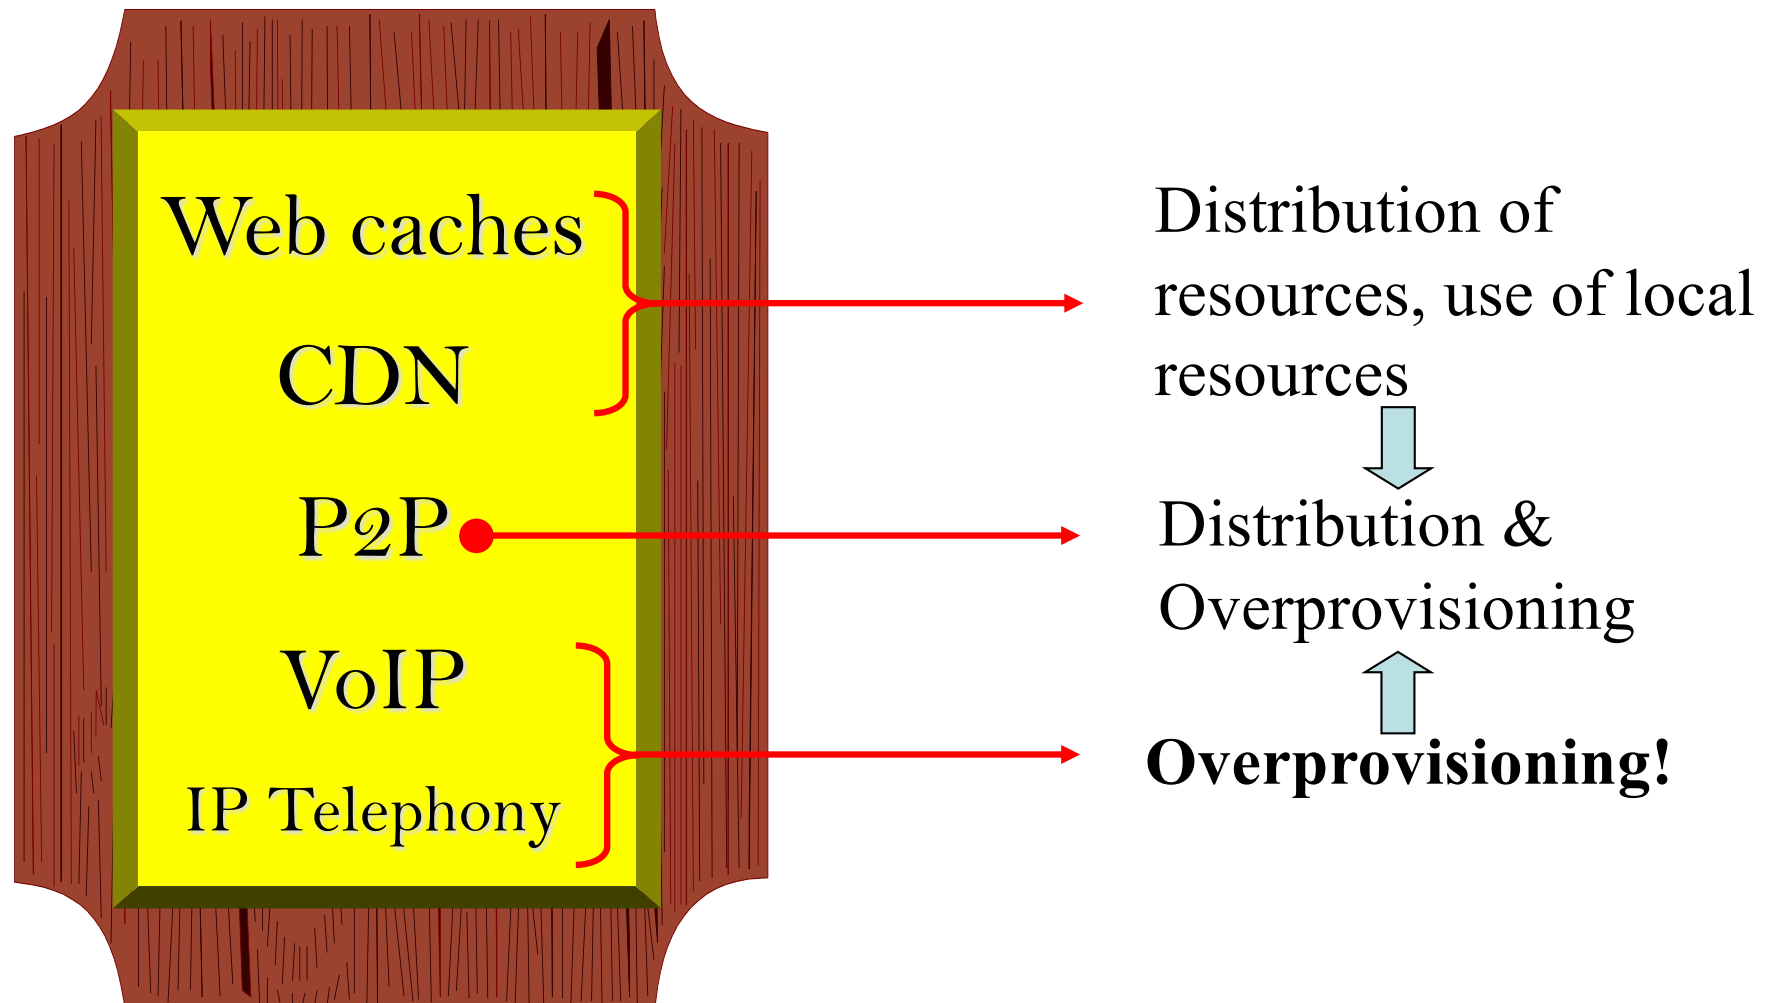 Web caches
CDN
P2P
VoIP
IP Telephony
Distribution of
resources, use of local
resources
Distribution &
Overprovisioning
Overprovisioning!